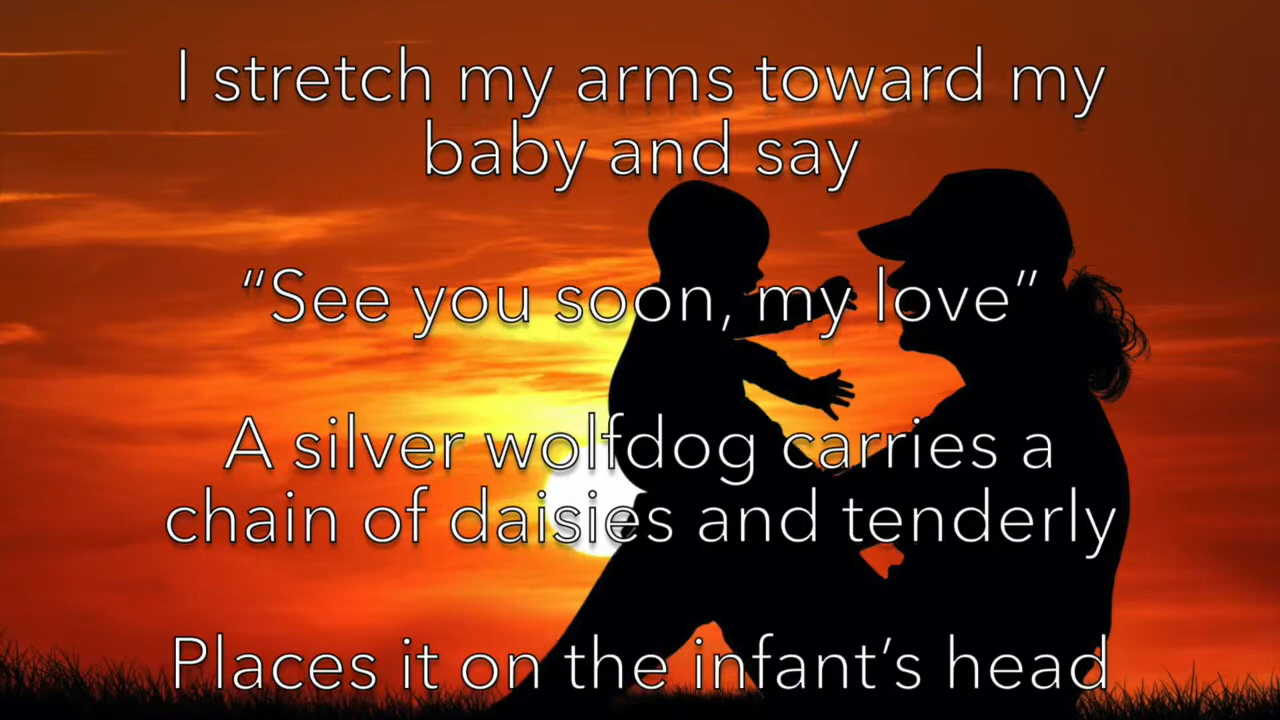 I stretch my arms toward my
baby and say
“See you soon, my love”
A silver wolfdog carries a
chain of daisies and tenderly
Places it on the infant’s head